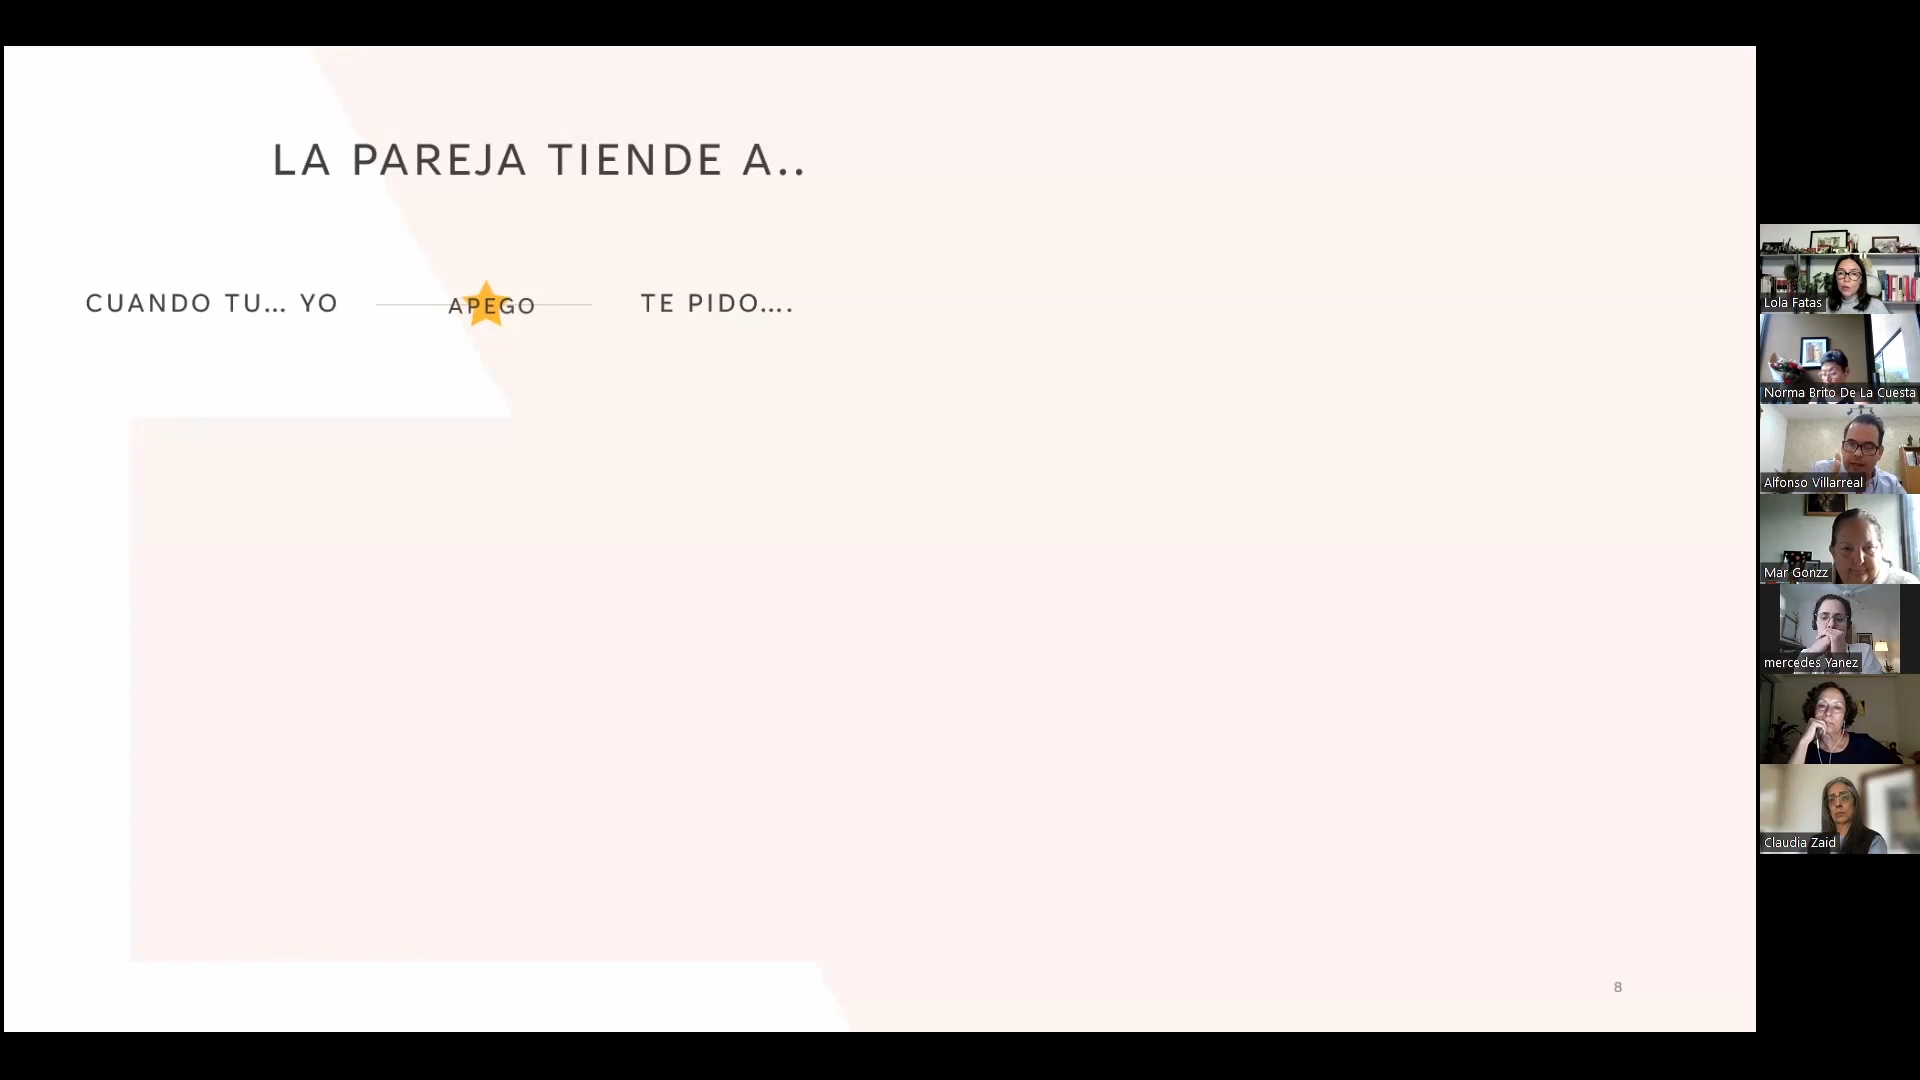 LA PAREJA TIENDE A..
CUANDO TU... YO
APEGO
TE PIDO....
8
Lola Fatas
Norma Brito De La Cuesta
Alfonso Villarreal
Mar Gonzz
mercedes Yanez
Claudia Zaid